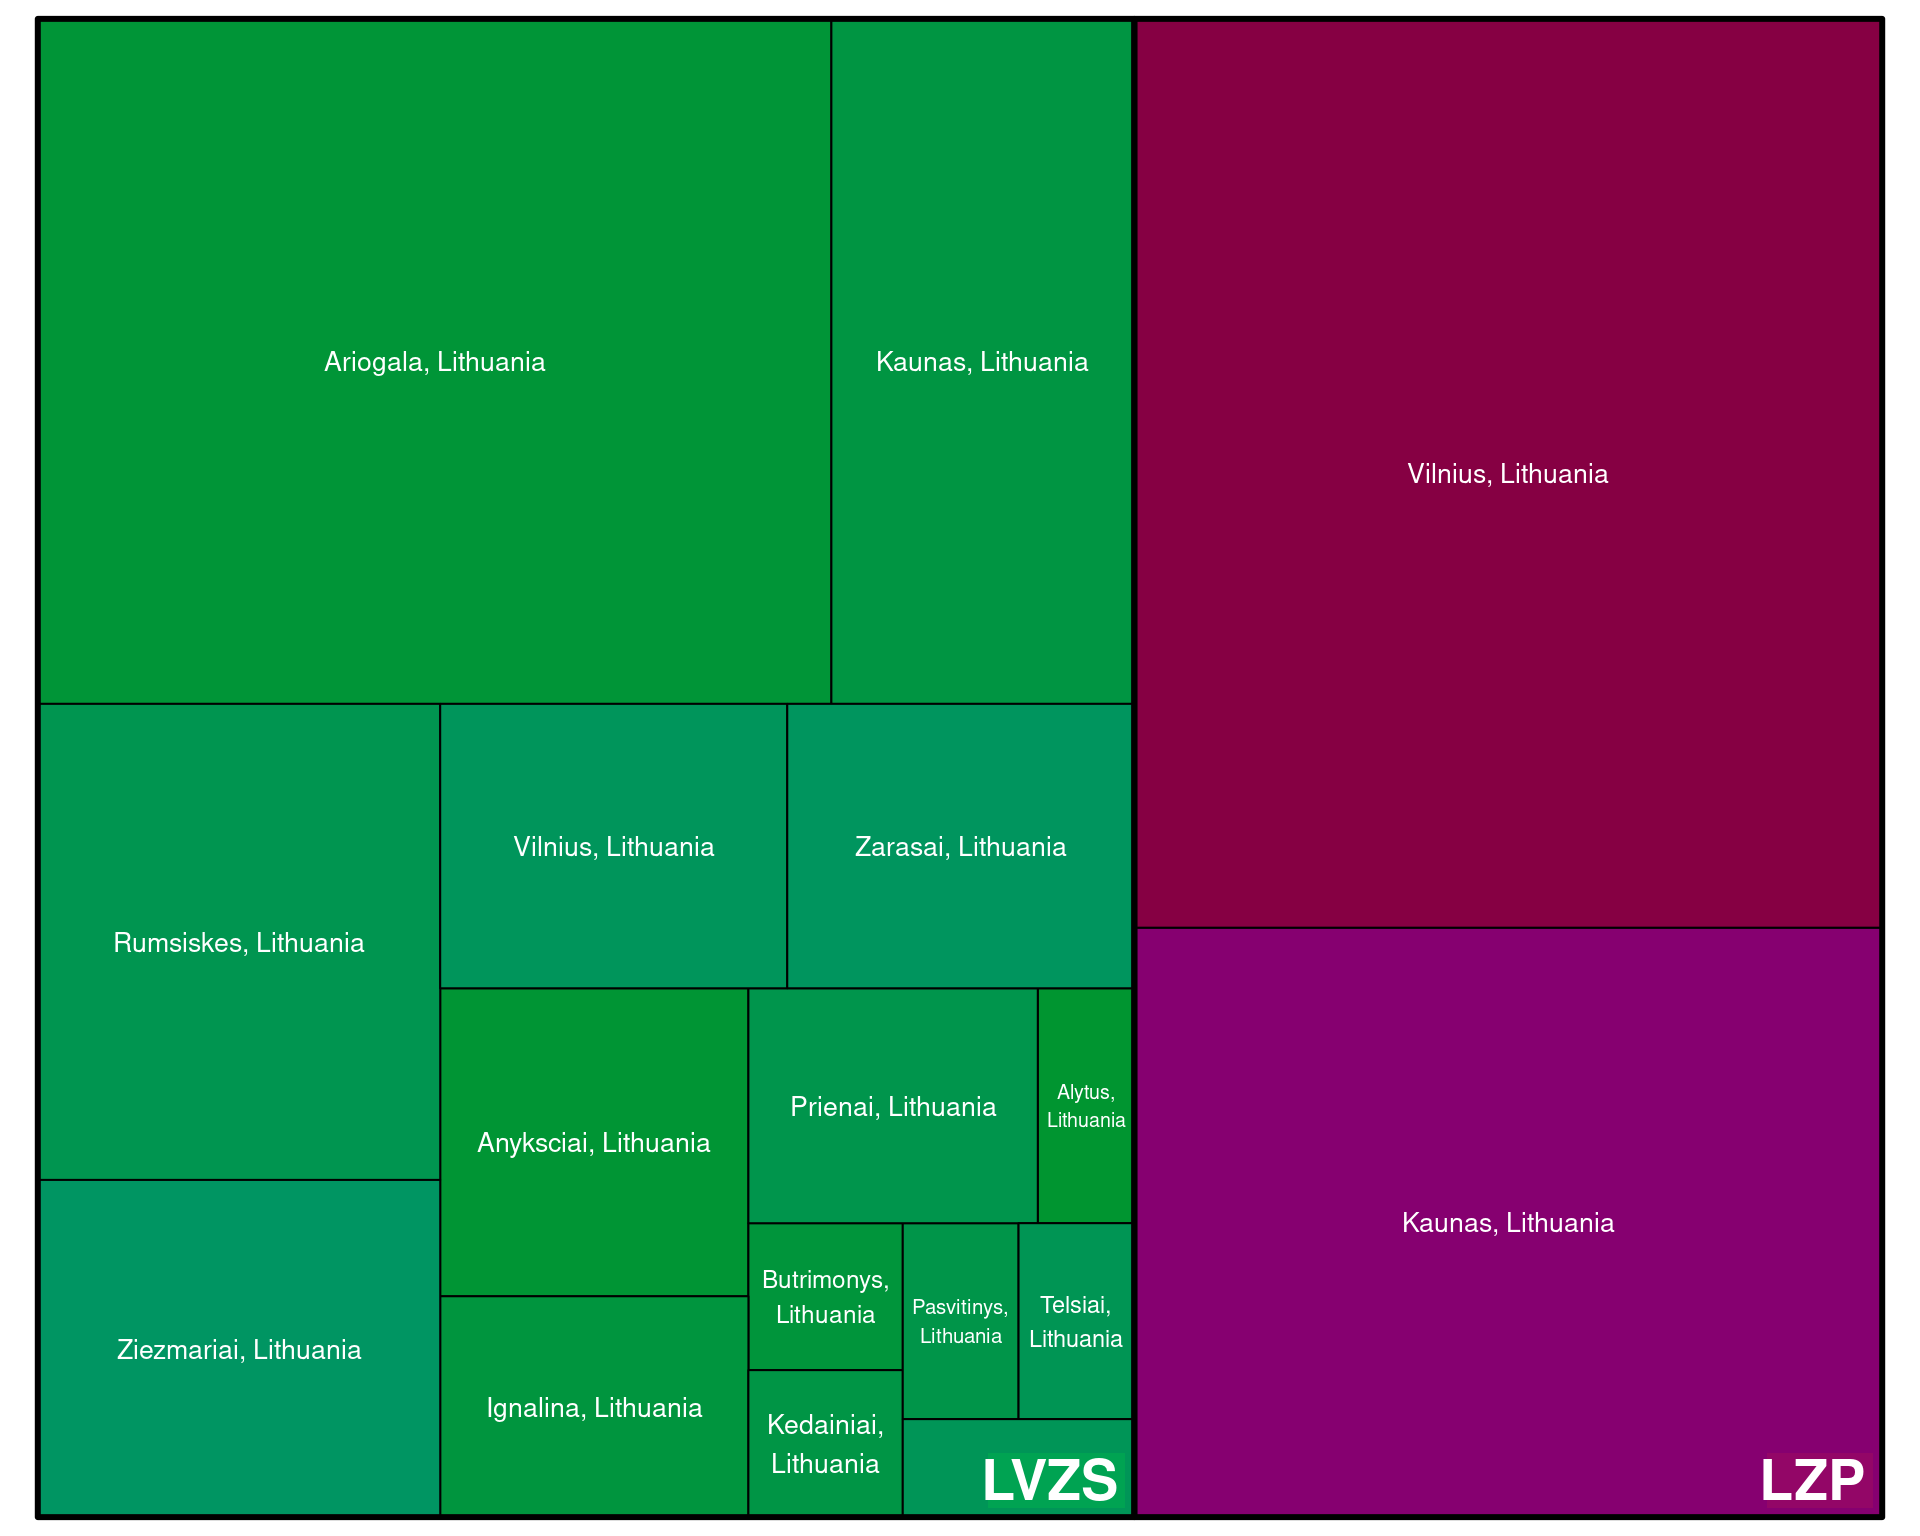 Ariogala, Lithuania
Kaunas, Lithuania
Vilnius, Lithuania
Rumsiskes, Lithuania
Vilnius, Lithuania
Zarasai, Lithuania
Anyksciai, Lithuania
Prienai, Lithuania
Alytus,
Lithuania
Ziezmariai, Lithuania
Ignalina, Lithuania
Butrimonys,
Lithuania
Pasvitinys,
Lithuania
Telsiai,
Lithuania
Kedainiai,
Lithuania
LVZS
Kaunas, Lithuania
LZP